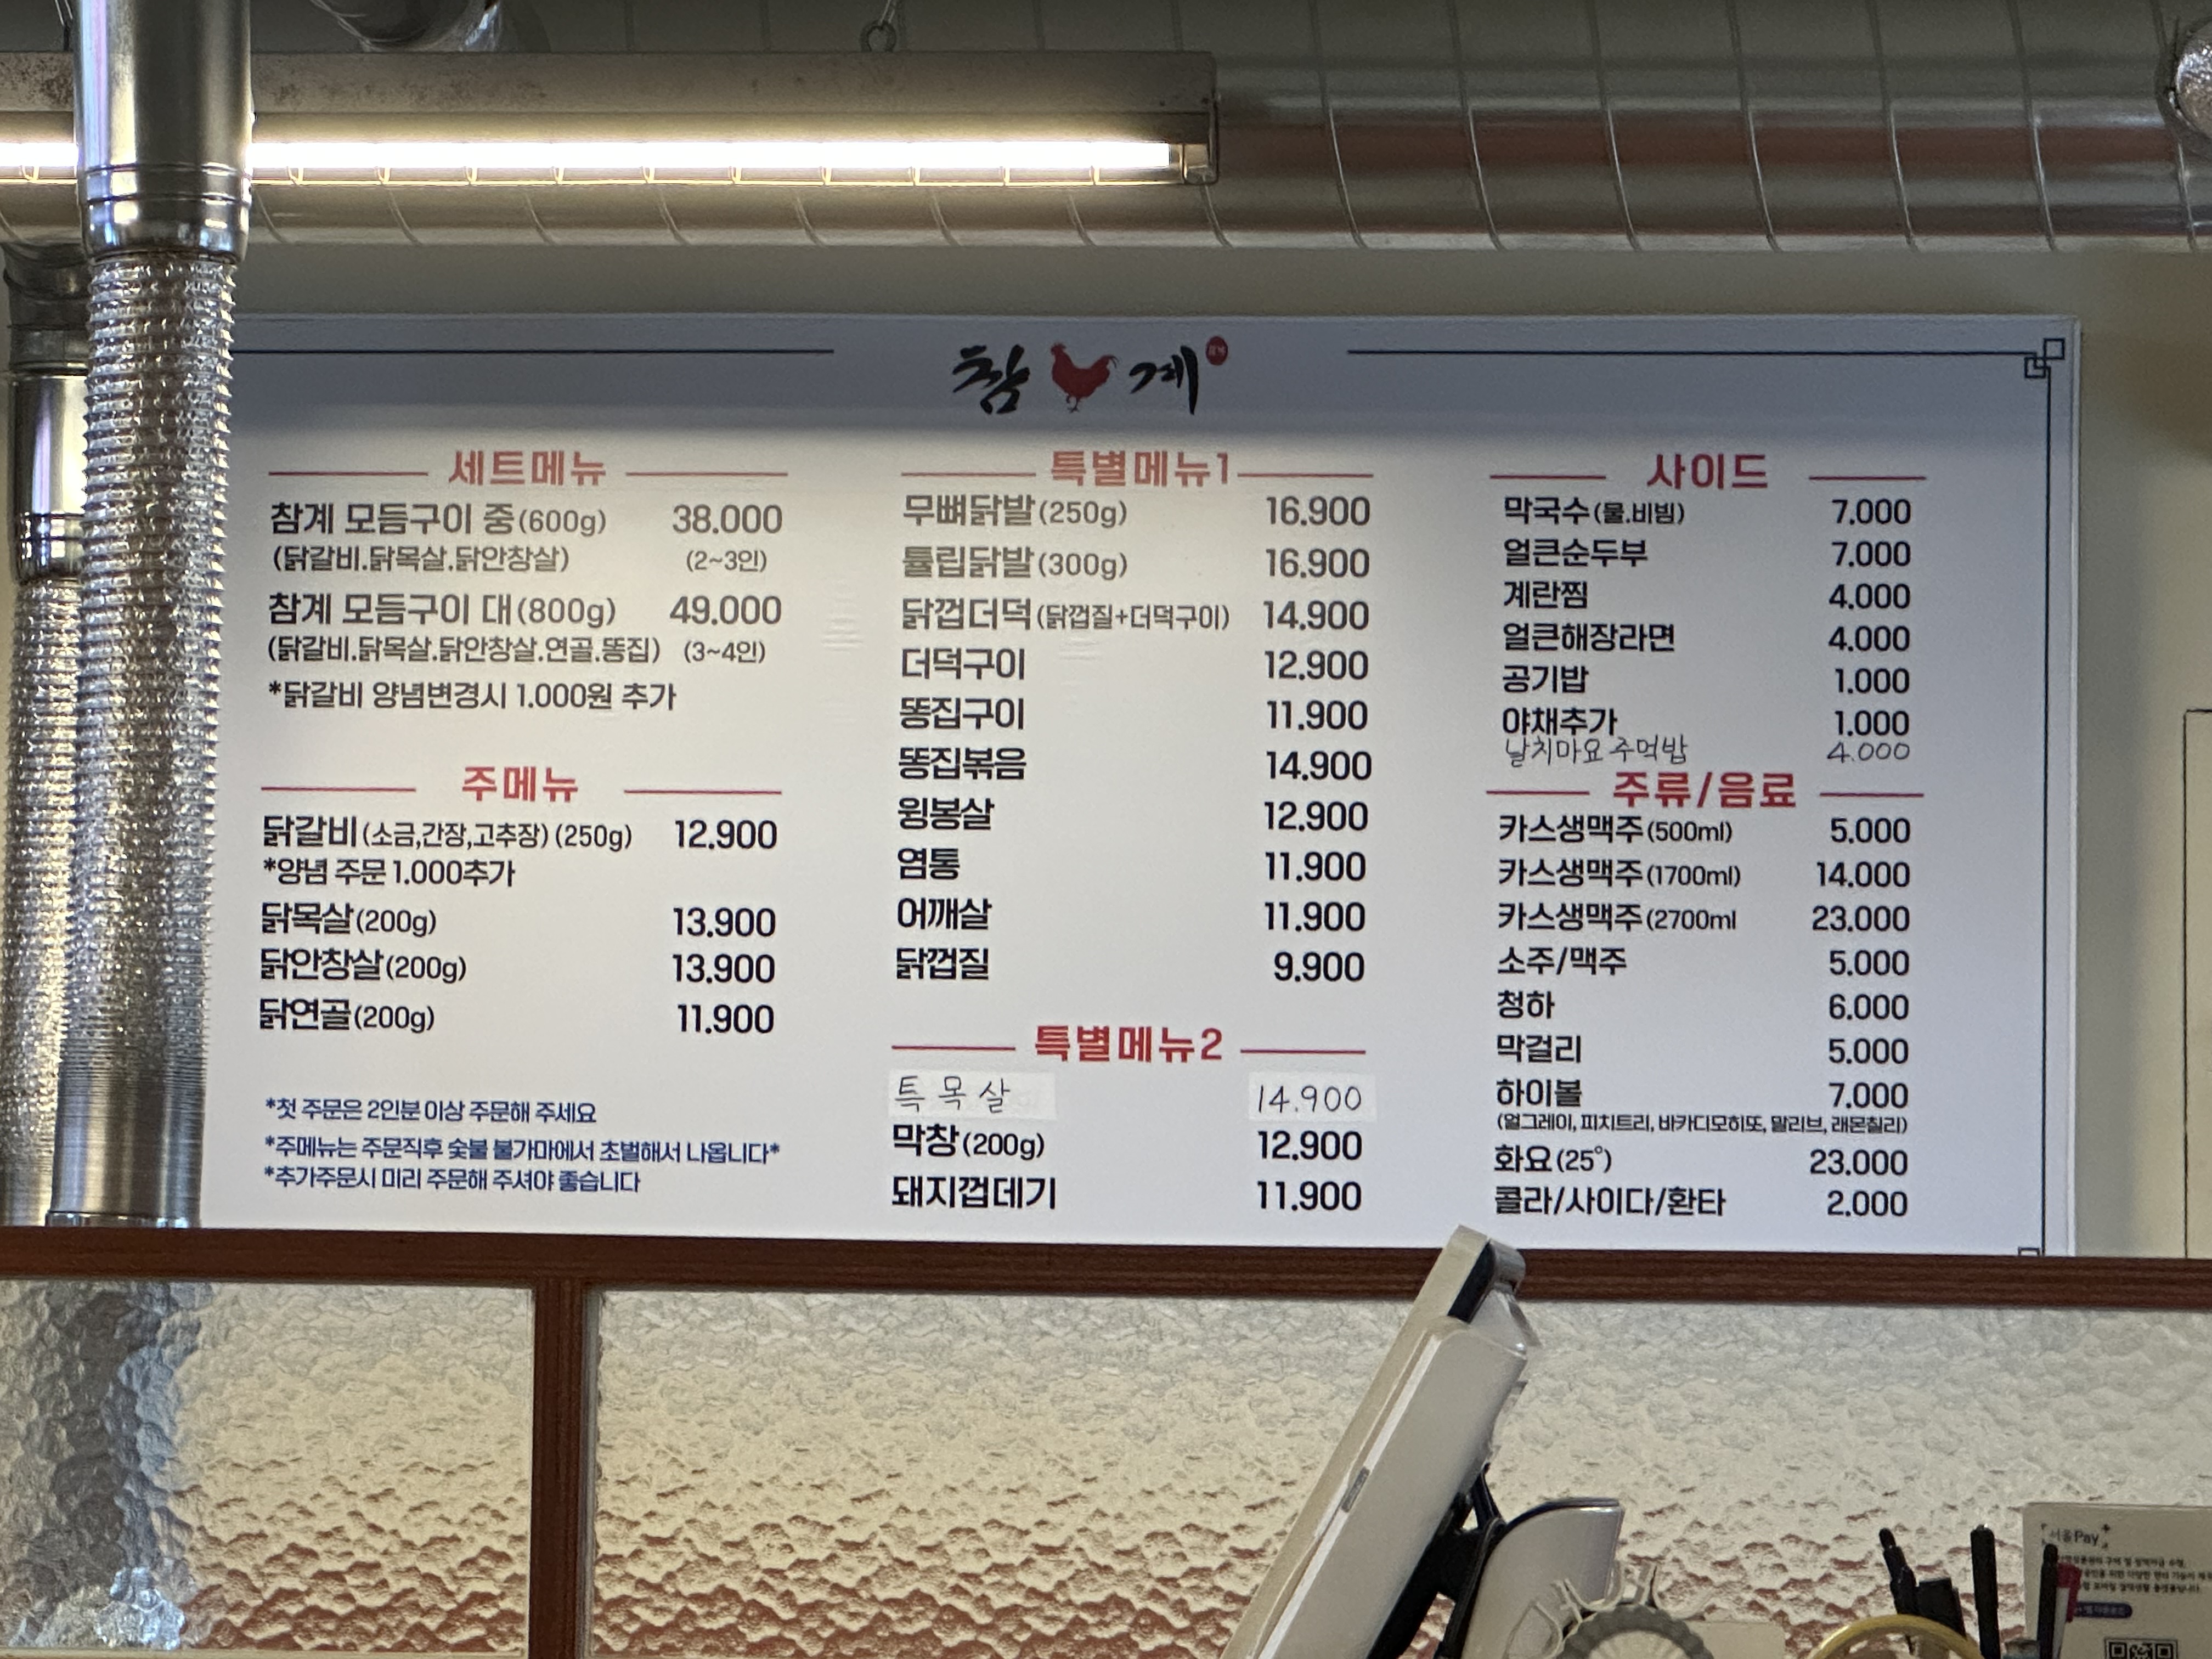 참계
세트메뉴
참계 모듬구이 중(600g) 38.000
(닭갈비.닭목살.닭안창살) (2~3인)
참계 모듬구이 대(800g) 49.000
(닭갈비.닭목살.닭안창살.연골.똥집) (3~4인)
*닭갈비 양념변경시 1.000원 추가
주메뉴
닭갈비(소금,간장,고추장) (250g) 12.900
*양념 주문 1.000추가
닭목살(200g) 13.900
닭안창살(200g) 13.900
닭연골(200g) 11.900
*첫 주문은 2인분 이상 주문해 주세요
*주메뉴는 주문직후 숯불 불가마에서 초벌해서 나옵니다*
*추가주문시 미리 주문해 주셔야 좋습니다
특별메뉴1
무뼈닭발(250g) 16.900
튤립닭발(300g) 16.900
닭껍더덕(닭껍질+더덕구이) 14.900
더덕구이 12.900
똥집구이 11.900
똥집볶음 14.900
윙봉살 12.900
염통 11.900
어깨살 11.900
닭껍질 9.900
특별메뉴2
특목살 14.900
막창(200g) 12.900
돼지껍데기 11.900
사이드
막국수(물.비빔) 7.000
얼큰순두부 7.000
계란찜 4.000
얼큰해장라면 4.000
공기밥 1.000
야채추가 1.000
날치마요 주먹밥 4.000
주류/음료
카스생맥주(500ml) 5.000
카스생맥주(1700ml) 14.000
카스생맥주(2700ml 23.000
소주/맥주 5.000
청하 6.000
막걸리 5.000
하이볼 7.000
(얼그레이, 피치트리, 바카디모히또, 말리브, 래몬칠리)
화요(25°) 23.000
콜라/사이다/환타 2.000
서울Pay